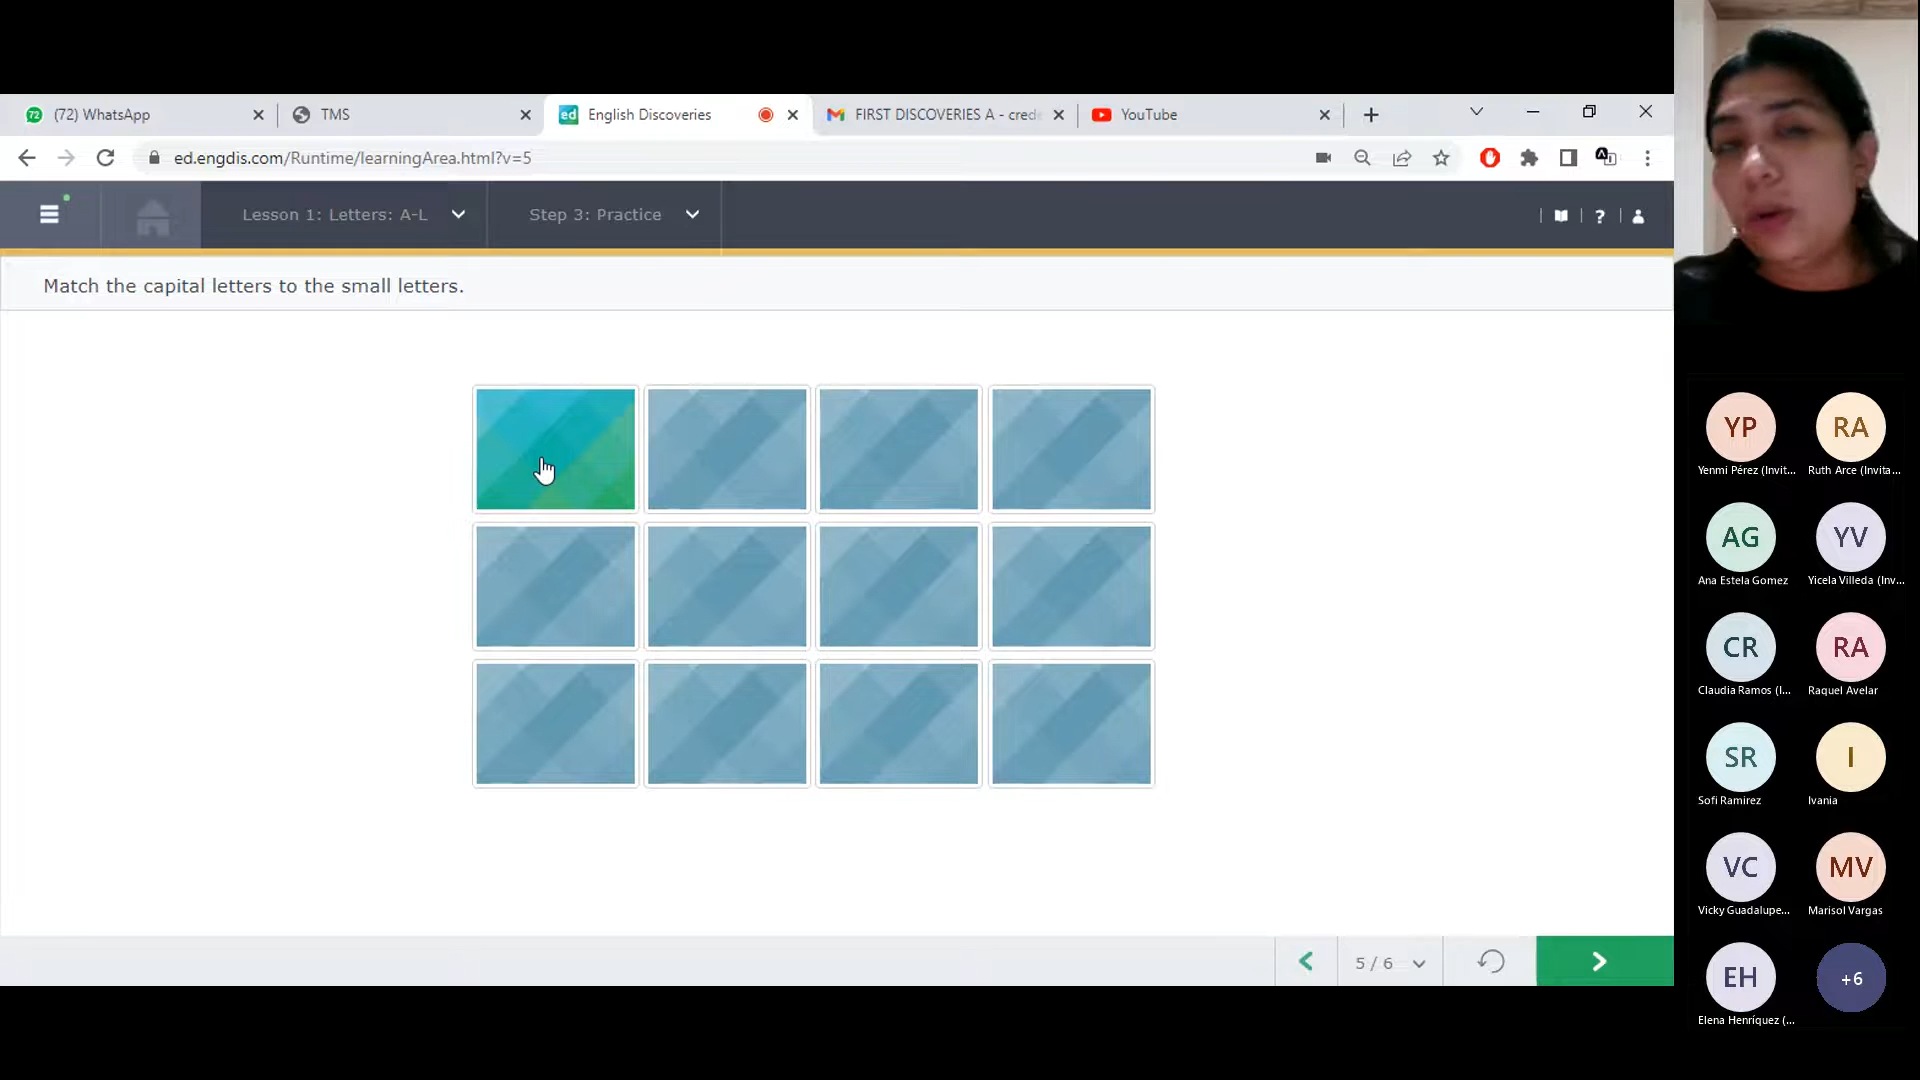 72 (72) WhatsApp
TMS
ed English Discoveries
FIRST DISCOVERIES A - cred
YouTube
ed.engdis.com/Runtime/learningArea.html?v=5
Lesson 1: Letters: A-L
Step 3: Practice
?
Match the capital letters to the small letters.
5 / 6
YP
RA
Yenmi Pérez (Invit...
Ruth Arce (Invita...
AG
YV
Ana Estela Gomez
Yicela Villeda (Inv...
CR
RA
Claudia Ramos (I...
Raquel Avelar
SR
I
Sofi Ramirez
Ivania
VC
MV
Vicky Guadalupe...
Marisol Vargas
EH
+6
Elena Henríquez (...